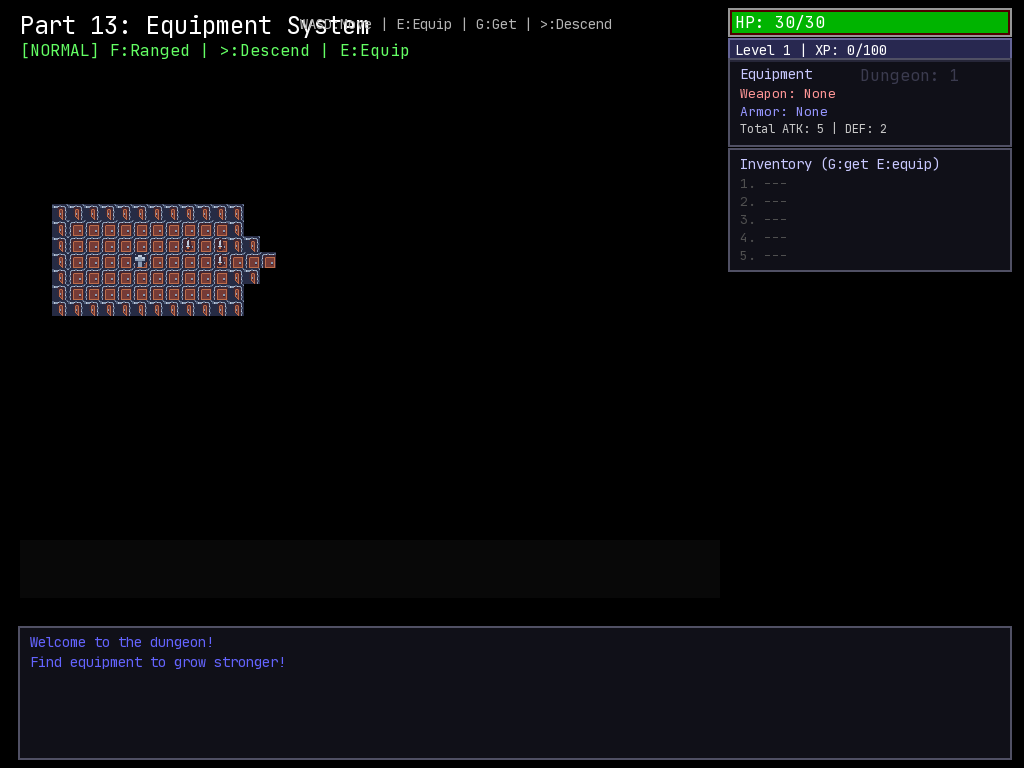 Part 13: Equipment System
WASD:Move | E:Equip | G:Get | >:Descend
[NORMAL] F:Ranged | >:Descend | E:Equip
HP: 30/30
Level 1 | XP: 0/100
Equipment
Dungeon: 1
Weapon: None
Armor: None
Total ATK: 5 | DEF: 2
Inventory (G:get E:equip)
1. ---
2. ---
3. ---
4. ---
5. ---
Welcome to the dungeon!
Find equipment to grow stronger!